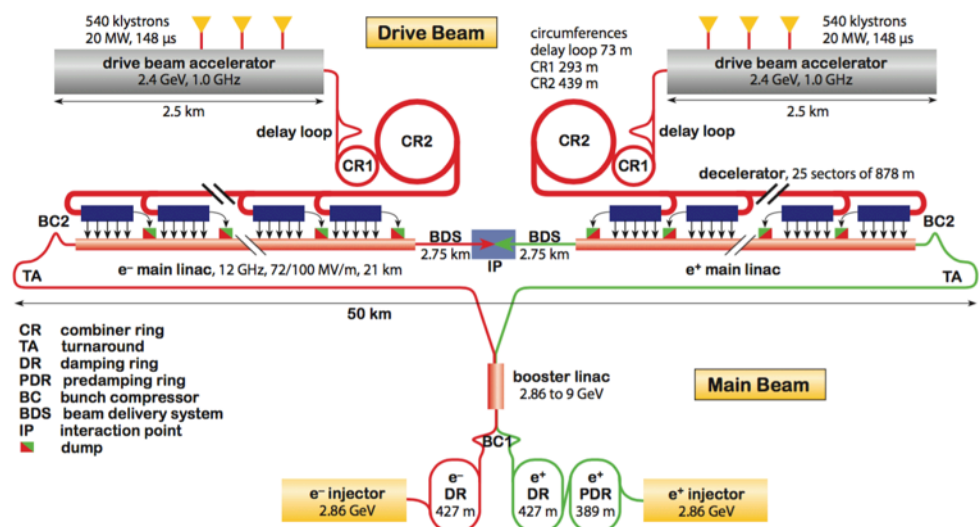 540 klystrons
20 MW, 148 µs
Drive Beam
circumferences
delay loop 73 m
CR1 293 m
CR2 439 m
540 klystrons
20 MW, 148 µs
drive beam accelerator
2.4 GeV, 1.0 GHz
drive beam accelerator
2.4 GeV, 1.0 GHz
2.5 km
2.5 km
delay loop
CR1
CR2
CR2
CR1
delay loop
decelerator, 25 sectors of 878 m
BC2
BC2
BDS
2.75 km
IP
BDS
2.75 km
TA
e⁻ main linac, 12 GHz, 72/100 MV/m, 21 km
e⁺ main linac
TA
50 km
CR combiner ring
TA turnaround
DR damping ring
PDR predamping ring
BC bunch compressor
BDS beam delivery system
IP interaction point
dump
booster linac
2.86 to 9 GeV
Main Beam
BC1
e⁻ injector
2.86 GeV
e⁻
DR
427 m
e⁺
DR
427 m
e⁺
PDR
389 m
e⁺ injector
2.86 GeV